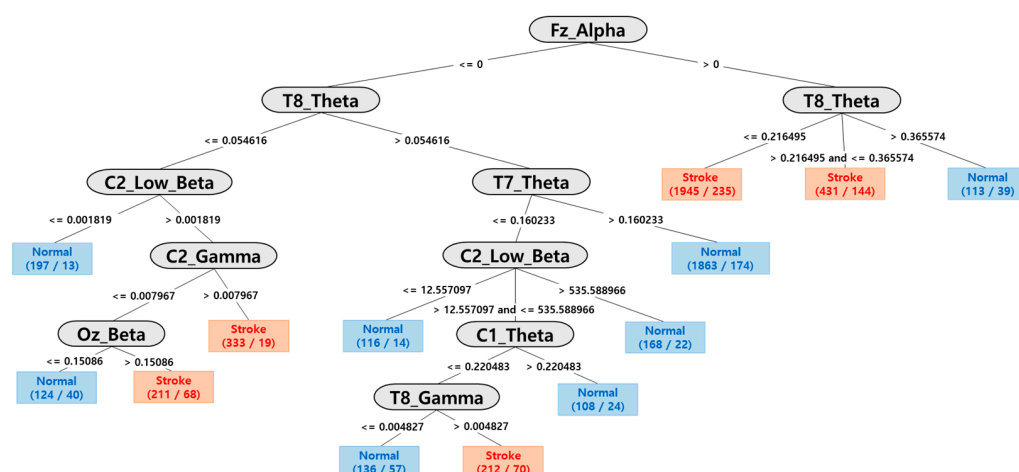 Fz_Alpha
<= 0
> 0
T8_Theta
T8_Theta
<= 0.054616
> 0.054616
<= 0.216495
> 0.365574
> 0.216495 and <= 0.365574
C2_Low_Beta
T7_Theta
Stroke
(1945 / 235)
Stroke
(431 / 144)
Normal
(113 / 39)
<= 0.001819
> 0.001819
<= 0.160233
> 0.160233
Normal
(197 / 13)
C2_Gamma
C2_Low_Beta
Normal
(1863 / 174)
<= 0.007967
> 0.007967
<= 12.557097
> 535.588966
> 12.557097 and <= 535.588966
Oz_Beta
Stroke
(333 / 19)
Normal
(116 / 14)
C1_Theta
Normal
(168 / 22)
<= 0.15086
> 0.15086
<= 0.220483
> 0.220483
Normal
(124 / 40)
Stroke
(211 / 68)
T8_Gamma
Normal
(108 / 24)
<= 0.004827
> 0.004827
Normal
(136 / 57)
Stroke
(212 / 70)